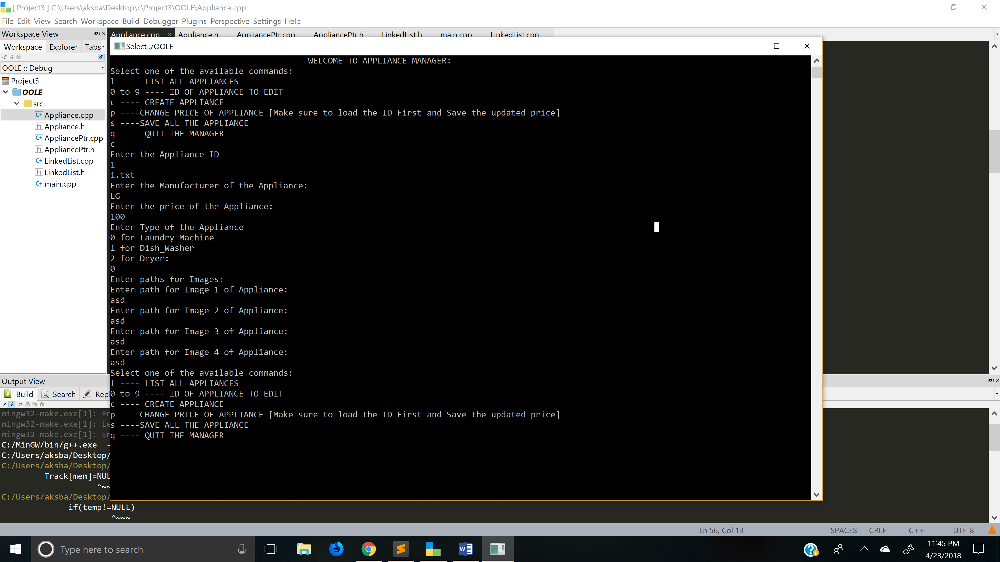 [ Project3 ] C:\Users\aksba\Desktop\c\Project3\OOLE\Appliance.cpp
File Edit View Search Workspace Build Debugger Plugins Perspective Settings Help
Workspace View
Appliance.cpp Appliance.h AppliancePtr.cpp AppliancePtr.h LinkedList.h main.cpp LinkedList.cpp
Workspace Explorer Tabs
OOLE :: Debug
Project3
OOLE
src
Appliance.cpp
Appliance.h
AppliancePtr.cpp
AppliancePtr.h
LinkedList.cpp
LinkedList.h
main.cpp
Select ./OOLE
WELCOME TO APPLIANCE MANAGER:
Select one of the available commands:
l ---- LIST ALL APPLIANCES
0 to 9 ---- ID OF APPLIANCE TO EDIT
c ---- CREATE APPLIANCE
p ----CHANGE PRICE OF APPLIANCE [Make sure to load the ID First and Save the updated price]
s ----SAVE ALL THE APPLIANCE
q ---- QUIT THE MANAGER
c
Enter the Appliance ID
1
1.txt
Enter the Manufacturer of the Appliance:
LG
Enter the price of the Appliance:
100
Enter Type of the Appliance
0 for Laundry_Machine
1 for Dish_Washer
2 for Dryer:
0
Enter paths for Images:
Enter path for Image 1 of Appliance:
asd
Enter path for Image 2 of Appliance:
asd
Enter path for Image 3 of Appliance:
asd
Enter path for Image 4 of Appliance:
asd
Select one of the available commands:
l ---- LIST ALL APPLIANCES
0 to 9 ---- ID OF APPLIANCE TO EDIT
c ---- CREATE APPLIANCE
p ----CHANGE PRICE OF APPLIANCE [Make sure to load the ID First and Save the updated price]
s ----SAVE ALL THE APPLIANCE
q ---- QUIT THE MANAGER
Output View
Build Search Rep
mingw32-make.exe[1]: En
mingw32-make.exe[1]: Le
mingw32-make.exe[1]: En
C:/MinGW/bin/g++.exe -
C:/Users/aksba/Desktop/
C:/Users/aksba/Desktop/
Track[mem]=NUL
^~~
C:/Users/aksba/Desktop/
if(temp!=NULL)
^~~~
Ln 56, Col 13 SPACES CRLF C++ UTF-8
Type here to search
11:45 PM
4/23/2018